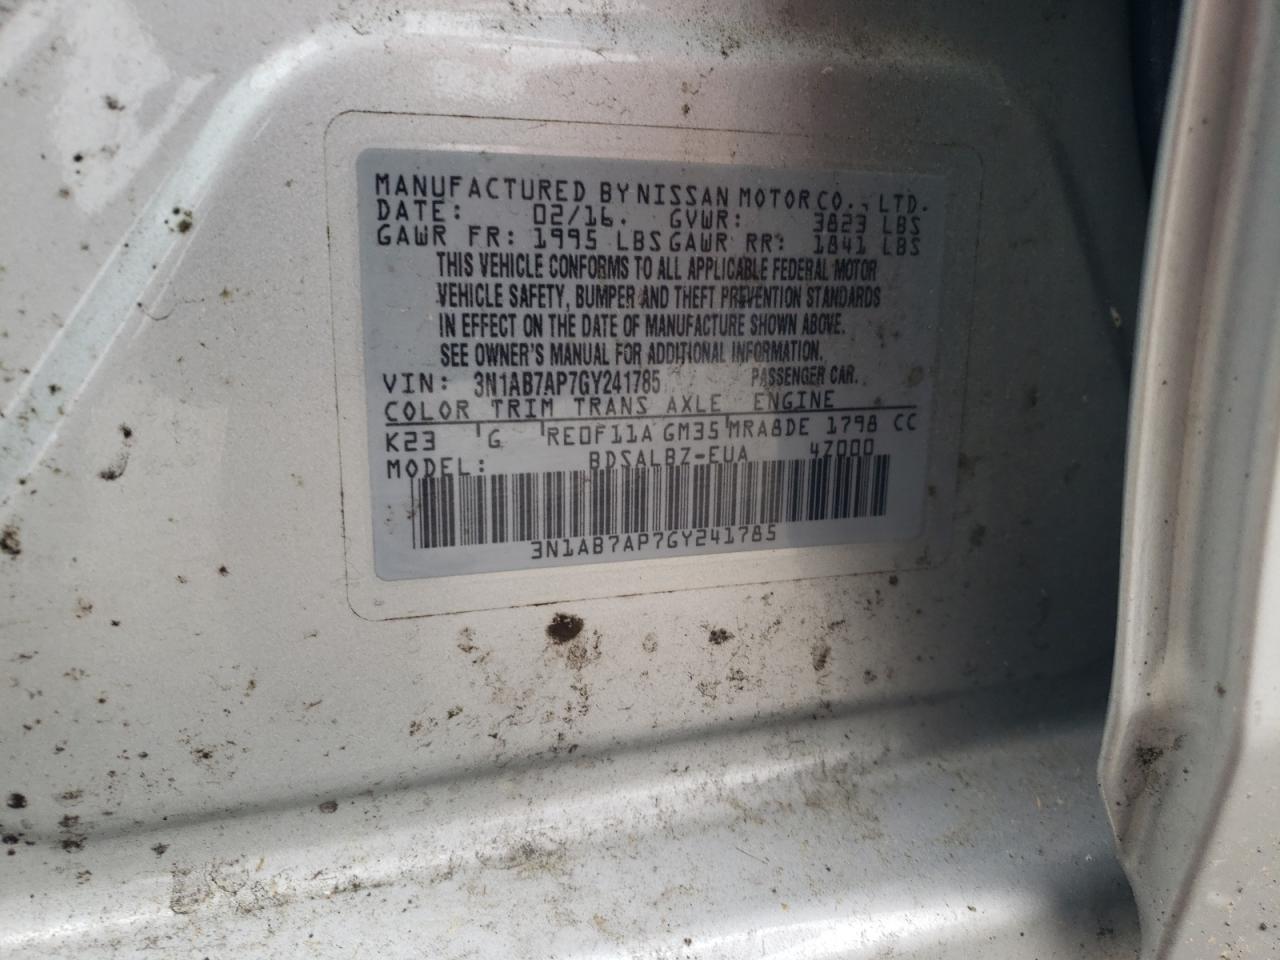 MANUFACTURED BY NISSAN MOTOR CO., LTD.
DATE: 02/16. GVWR: 3823 LBS
GAWR FR: 1995 LBS GAWR RR: 1841 LBS
THIS VEHICLE CONFORMS TO ALL APPLICABLE FEDERAL MOTOR
VEHICLE SAFETY, BUMPER AND THEFT PREVENTION STANDARDS
IN EFFECT ON THE DATE OF MANUFACTURE SHOWN ABOVE.
SEE OWNER'S MANUAL FOR ADDITIONAL INFORMATION.
VIN: 3N1AB7AP7GY241785 PASSENGER CAR.
COLOR TRIM TRANS AXLE ENGINE
K23 G RE0F11A GM35 MRA8DE 1798 CC
MODEL: BDSALBZ-EUA 4Z000
3N1AB7AP7GY241785